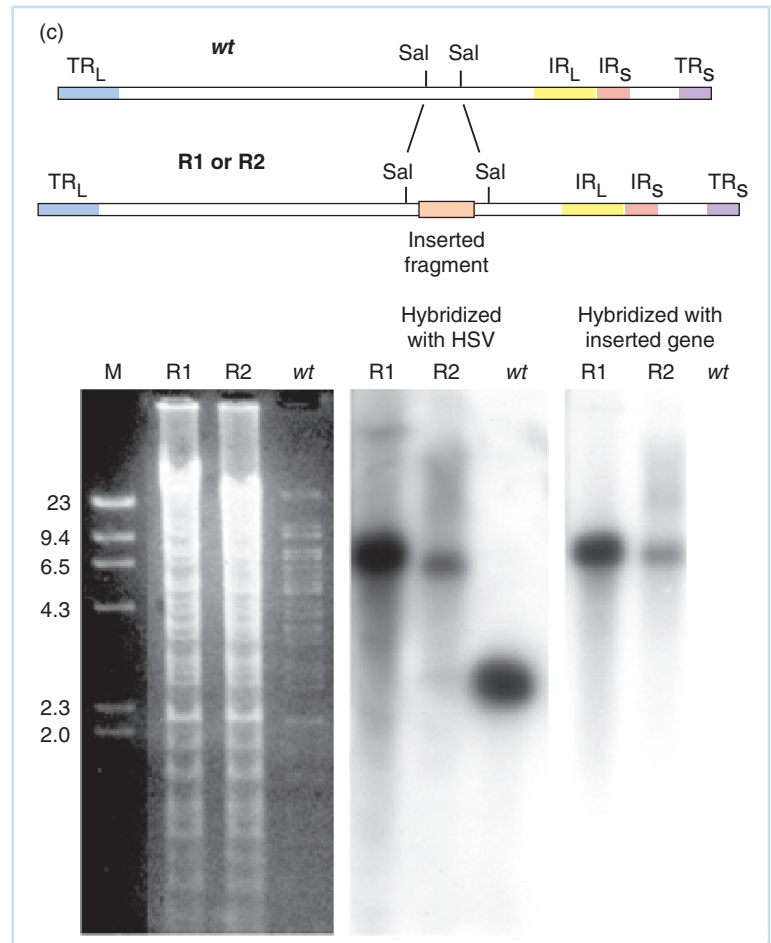 (c)
wt
Sal Sal
TRL IRL IRS TRS
R1 or R2
TRL Sal Sal IRL IRS TRS
Inserted
fragment
Hybridized
with HSV
Hybridized with
inserted gene
M R1 R2 wt R1 R2 wt R1 R2 wt
23
9.4
6.5
4.3
2.3
2.0